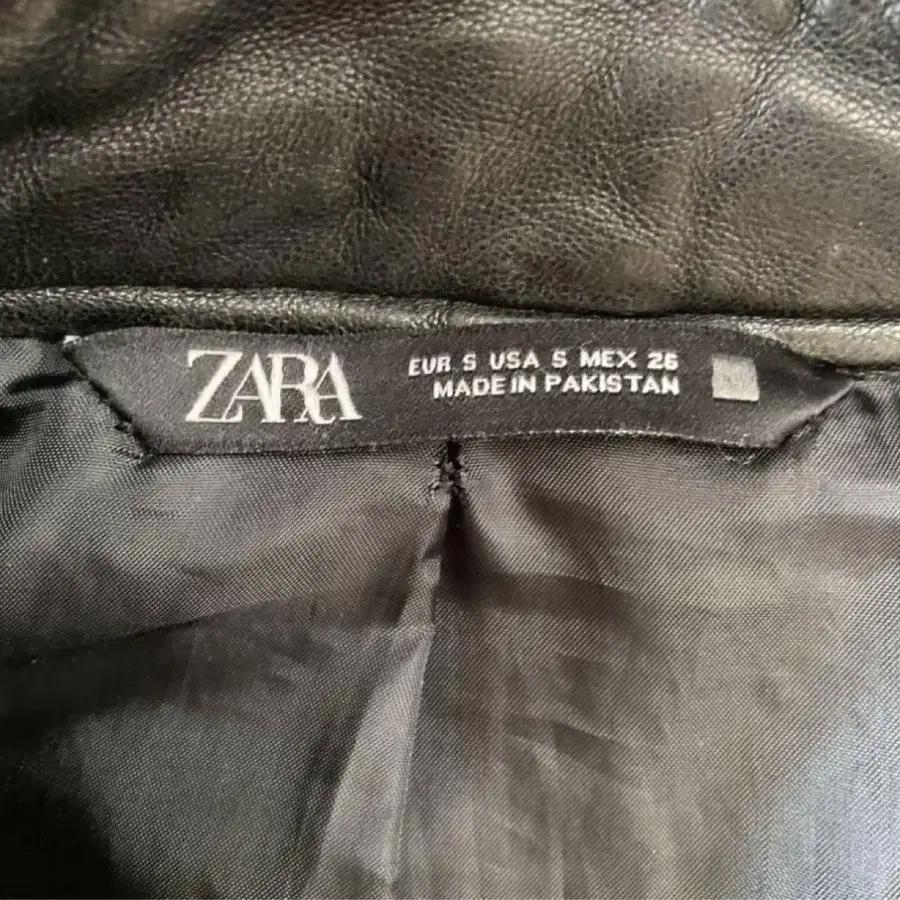 ZARA
EUR S USA S MEX 26
MADE IN PAKISTAN